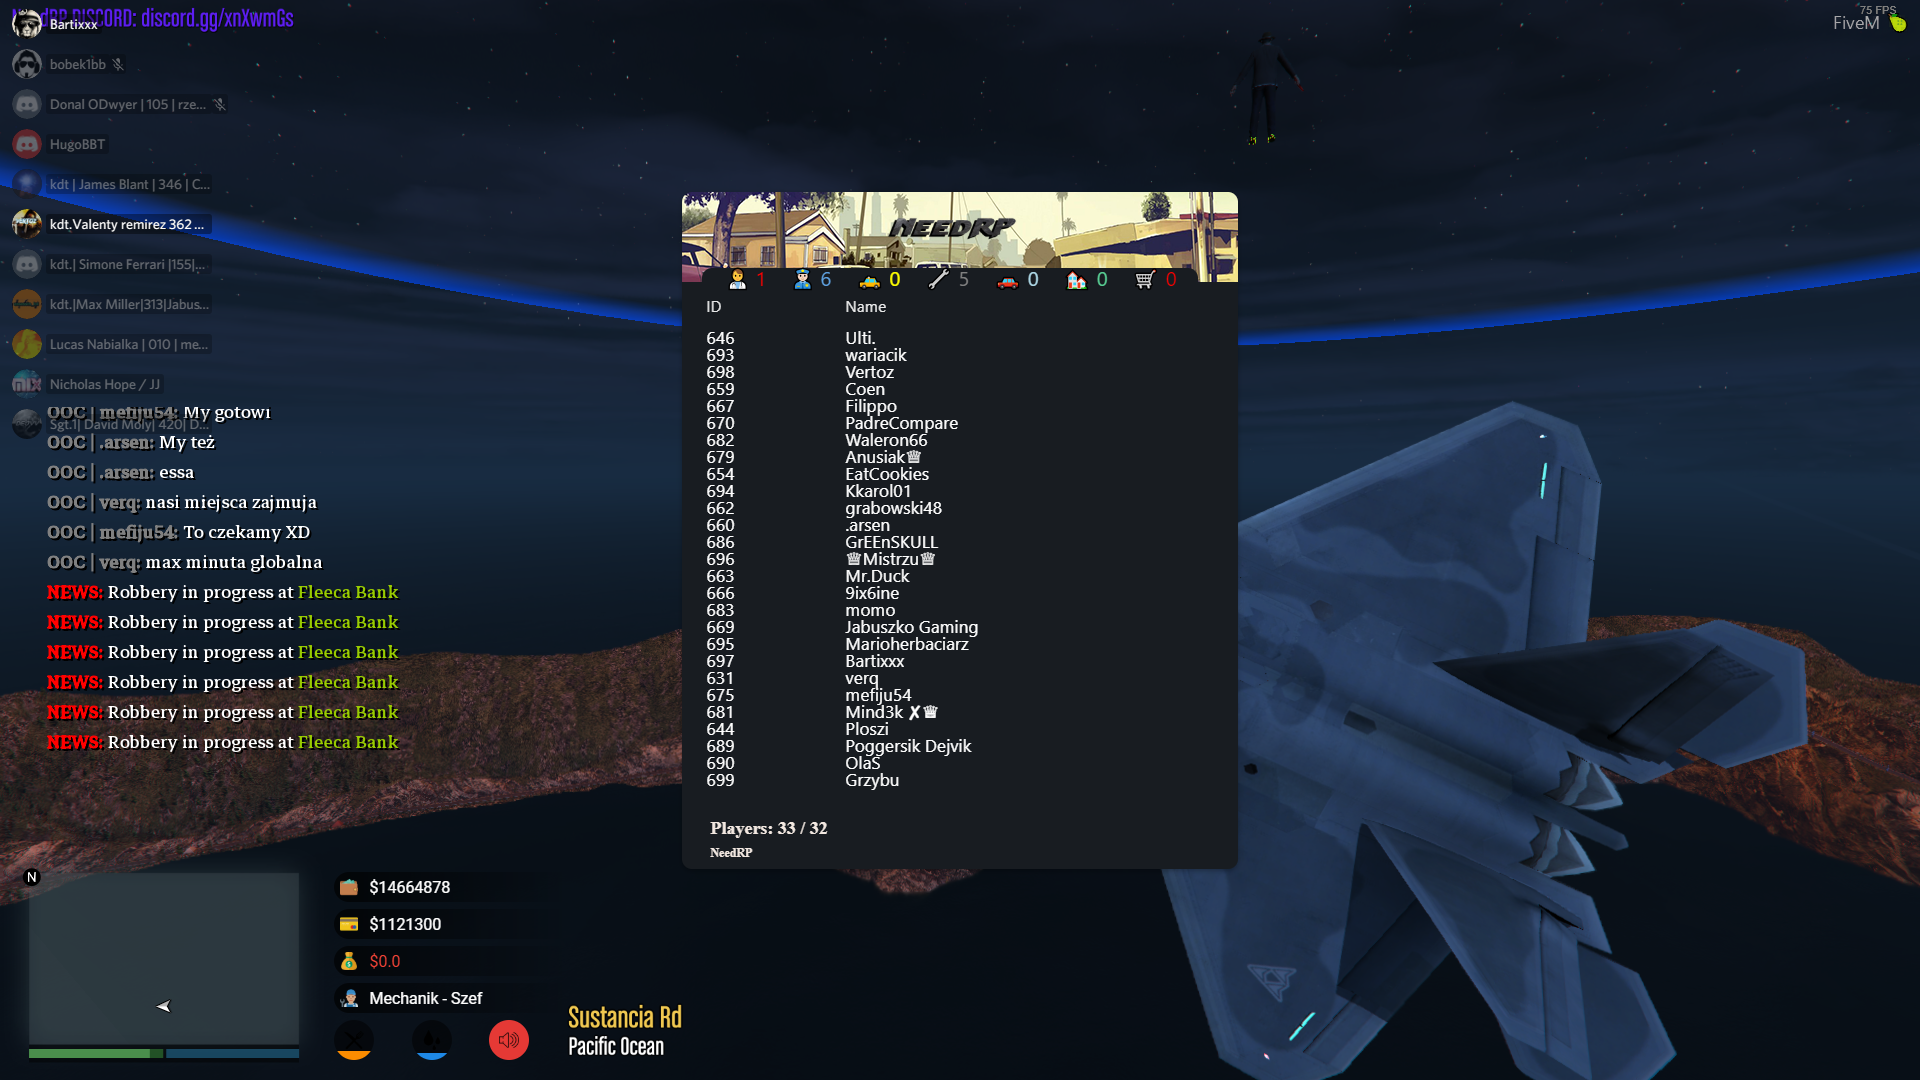 NeedRP DISCORD: discord.gg/xnXwmGs
Bartixxx
bobek1bb
Donal ODwyer | 105 | rze...
HugoBBT
kdt | James Blant | 346 | C...
kdt.Valenty remirez 362 ...
kdt.| Simone Ferrari |155|...
kdt.|Max Miller|313|Jabus...
Lucas Nabialka | 010 | me...
Nicholas Hope / JJ
OOC | mefiju54: My gotowi
Sgt.1| David Moly| 420| D...
OOC | .arsen: My też
OOC | .arsen: essa
OOC | verq: nasi miejsca zajmuja
OOC | mefiju54: To czekamy XD
OOC | verq: max minuta globalna
NEWS: Robbery in progress at Fleeca Bank
NEWS: Robbery in progress at Fleeca Bank
NEWS: Robbery in progress at Fleeca Bank
NEWS: Robbery in progress at Fleeca Bank
NEWS: Robbery in progress at Fleeca Bank
NEWS: Robbery in progress at Fleeca Bank
75 FPS
FiveM
NEEDRP
1 6 0 5 0 0 0
ID Name
646 Ulti.
693 wariacik
698 Vertoz
659 Coen
667 Filippo
670 PadreCompare
682 Waleron66
679 Anusiak♕
654 EatCookies
694 Kkarol01
662 grabowski48
660 .arsen
686 GrEEnSKULL
696 ♕Mistrzu♕
663 Mr.Duck
666 9ix6ine
683 momo
669 Jabuszko Gaming
695 Marioherbaciarz
697 Bartixxx
631 verq
675 mefiju54
681 Mind3k ✘♕
644 Ploszi
689 Poggersik Dejvik
690 OlaS
699 Grzybu
Players: 33 / 32
NeedRP
N
$14664878
$1121300
$0.0
Mechanik - Szef
Sustancia Rd
Pacific Ocean